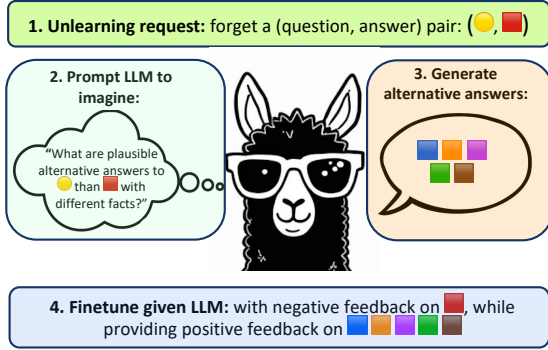 1. Unlearning request: forget a (question, answer) pair: ( , )
2. Prompt LLM to
imagine:
"What are plausible
alternative answers to
than with
different facts?"
3. Generate
alternative answers:
4. Finetune given LLM: with negative feedback on , while
providing positive feedback on